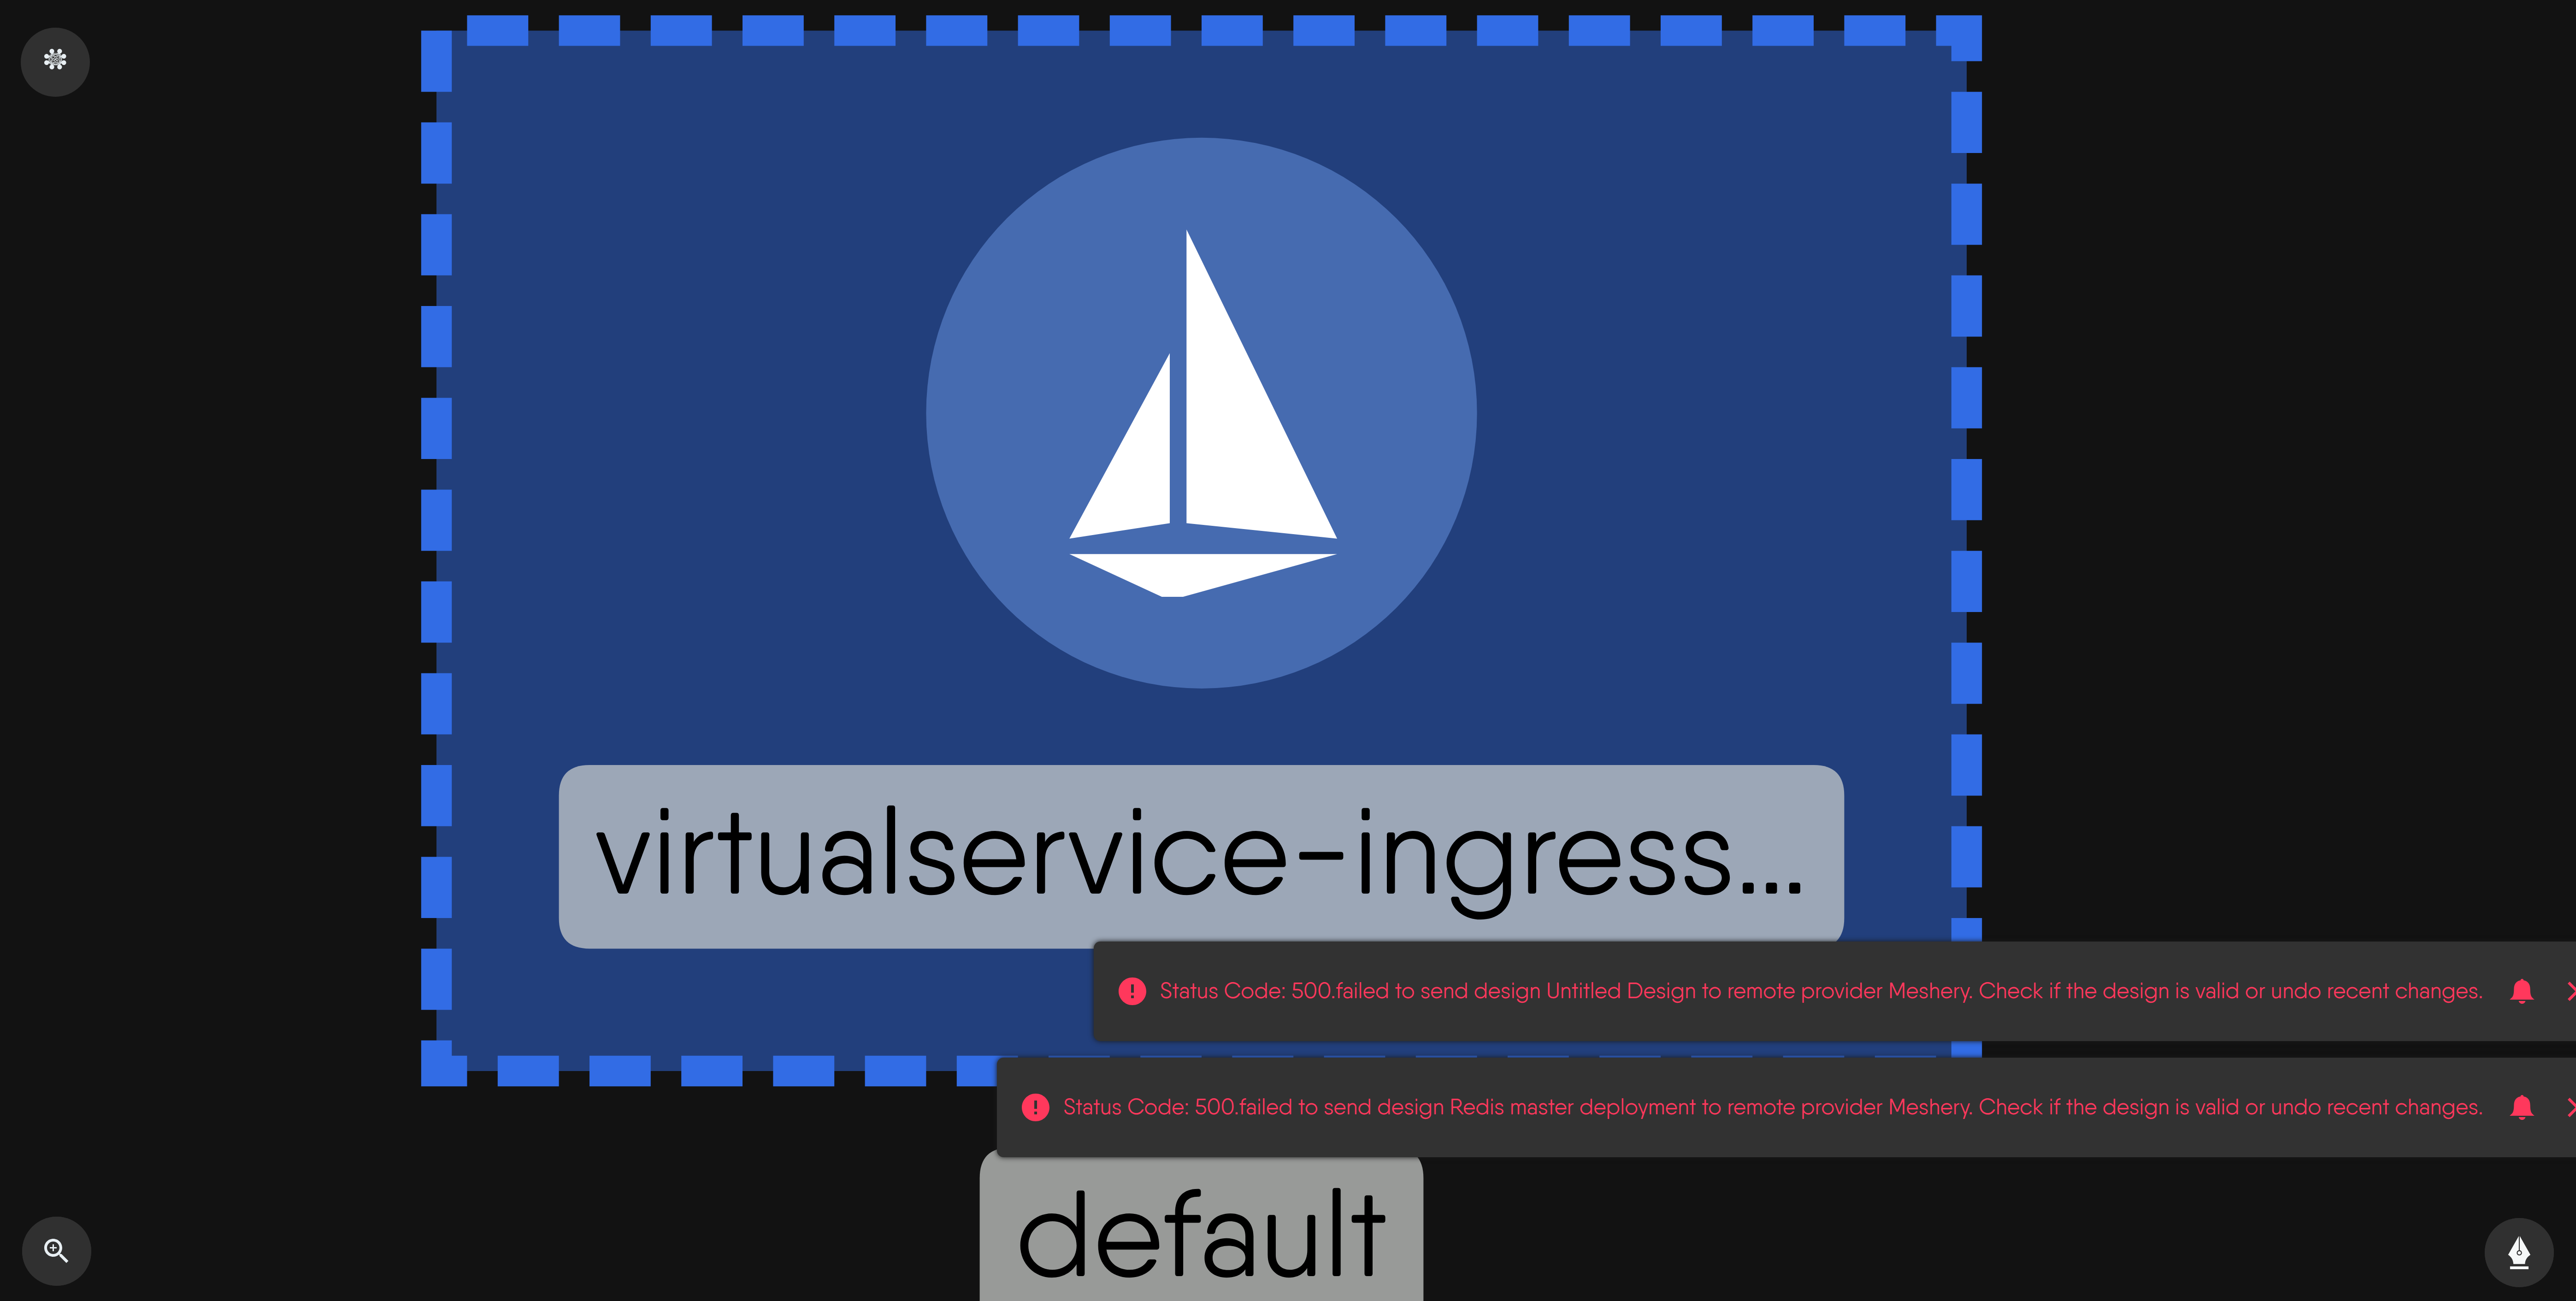 virtualservice-ingress...
Status Code: 500.failed to send design Untitled Design to remote provider Meshery. Check if the design is valid or undo recent changes.
Status Code: 500.failed to send design Redis master deployment to remote provider Meshery. Check if the design is valid or undo recent changes.
default